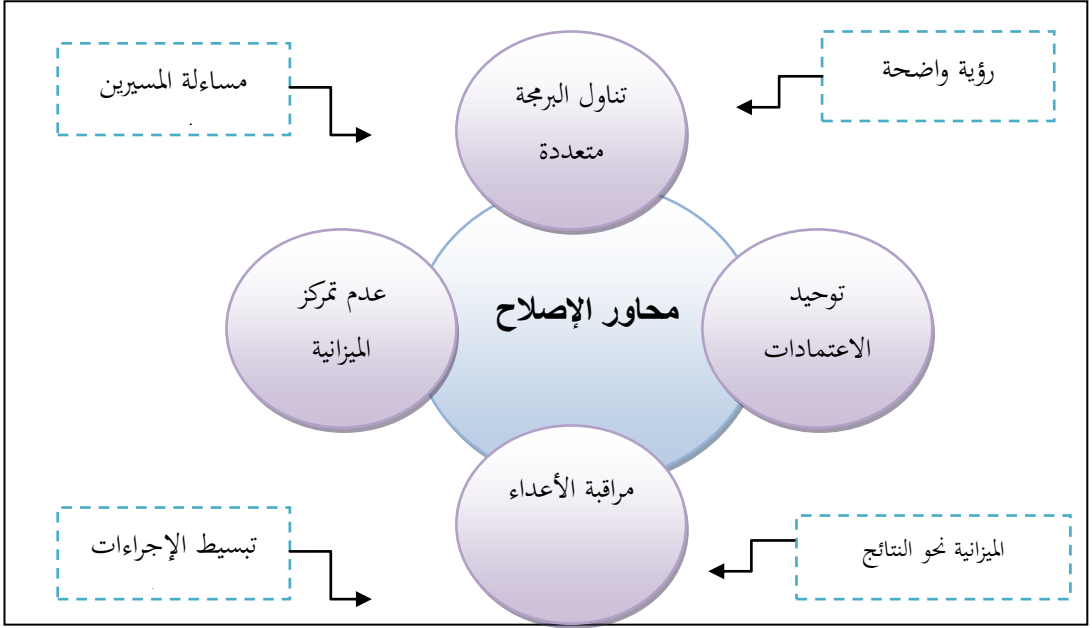 رؤية واضحة
مساءلة المسيرين
تناول البرمجة
متعددة
توحيد
الاعتمادات
محاور الإصلاح
عدم تمركز
الميزانية
مراقبة الأعداء
الميزانية نحو النتائج
تبسيط الإجراءات